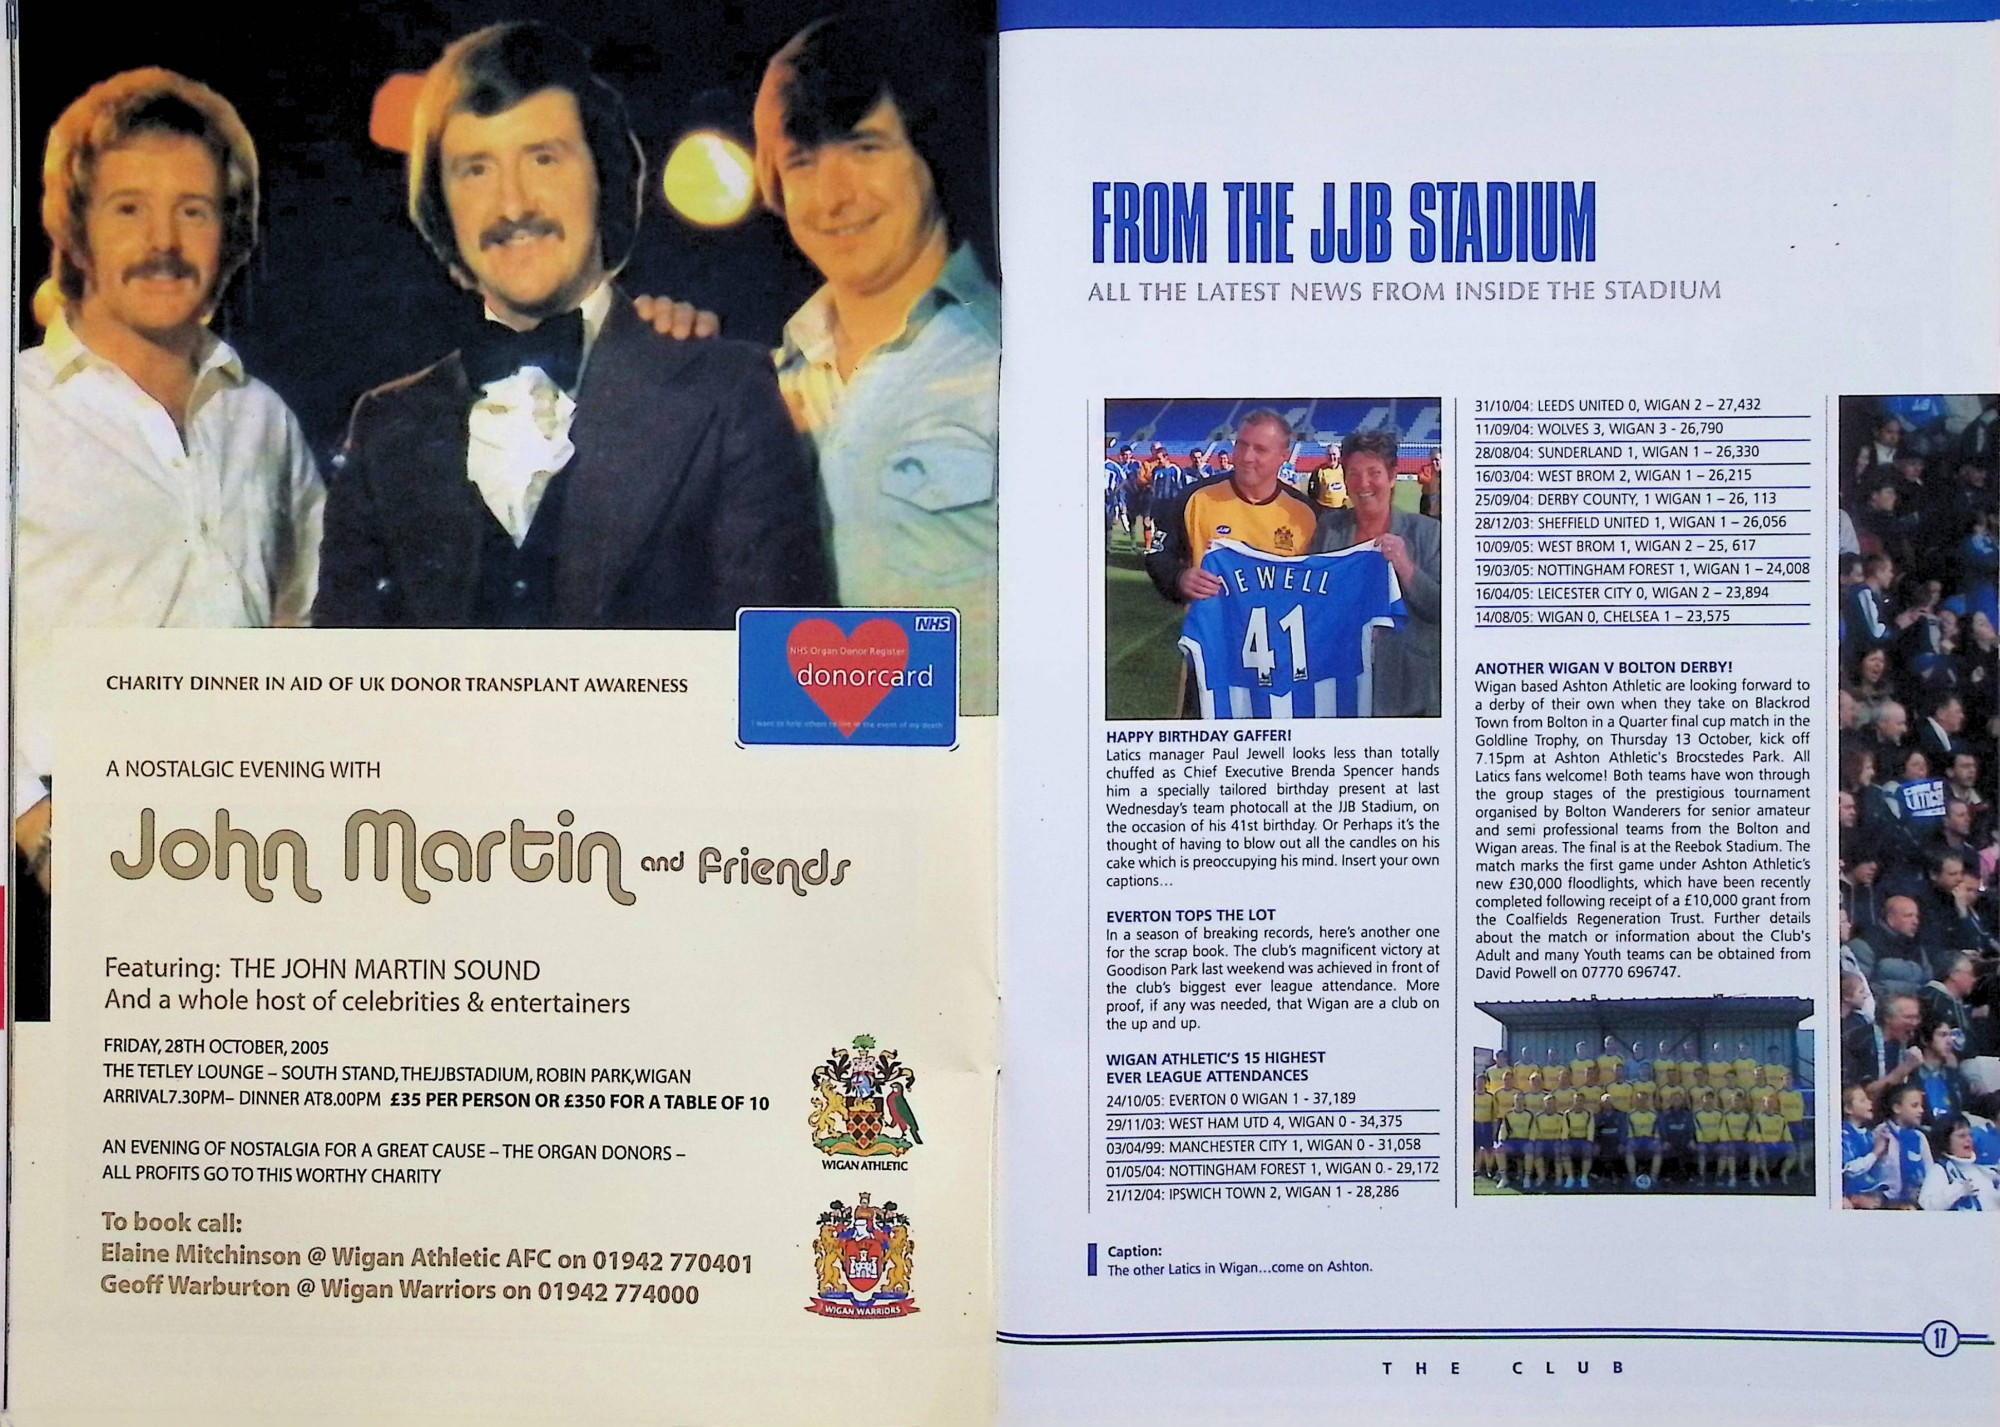 NHS
NHS Organ Donor Register
donorcard
I want to help others to live in the event of my death
CHARITY DINNER IN AID OF UK DONOR TRANSPLANT AWARENESS
A NOSTALGIC EVENING WITH
John Martin and Friends
Featuring: THE JOHN MARTIN SOUND
And a whole host of celebrities & entertainers
FRIDAY, 28TH OCTOBER, 2005
THE TETLEY LOUNGE – SOUTH STAND, THEJJBSTADIUM, ROBIN PARK,WIGAN
ARRIVAL7.30PM– DINNER AT8.00PM £35 PER PERSON OR £350 FOR A TABLE OF 10
AN EVENING OF NOSTALGIA FOR A GREAT CAUSE – THE ORGAN DONORS –
ALL PROFITS GO TO THIS WORTHY CHARITY
To book call:
Elaine Mitchinson @ Wigan Athletic AFC on 01942 770401
Geoff Warburton @ Wigan Warriors on 01942 774000
WIGAN ATHLETIC
WIGAN WARRIORS
FROM THE JJB STADIUM
ALL THE LATEST NEWS FROM INSIDE THE STADIUM
JEWELL
41
HAPPY BIRTHDAY GAFFER!
Latics manager Paul Jewell looks less than totally
chuffed as Chief Executive Brenda Spencer hands
him a specially tailored birthday present at last
Wednesday's team photocall at the JJB Stadium, on
the occasion of his 41st birthday. Or Perhaps it's the
thought of having to blow out all the candles on his
cake which is preoccupying his mind. Insert your own
captions...
EVERTON TOPS THE LOT
In a season of breaking records, here's another one
for the scrap book. The club's magnificent victory at
Goodison Park last weekend was achieved in front of
the club's biggest ever league attendance. More
proof, if any was needed, that Wigan are a club on
the up and up.
WIGAN ATHLETIC'S 15 HIGHEST
EVER LEAGUE ATTENDANCES
24/10/05: EVERTON 0 WIGAN 1 - 37,189
29/11/03: WEST HAM UTD 4, WIGAN 0 - 34,375
03/04/99: MANCHESTER CITY 1, WIGAN 0 - 31,058
01/05/04: NOTTINGHAM FOREST 1, WIGAN 0 - 29,172
21/12/04: IPSWICH TOWN 2, WIGAN 1 - 28,286
31/10/04: LEEDS UNITED 0, WIGAN 2 – 27,432
11/09/04: WOLVES 3, WIGAN 3 - 26,790
28/08/04: SUNDERLAND 1, WIGAN 1 – 26,330
16/03/04: WEST BROM 2, WIGAN 1 – 26,215
25/09/04: DERBY COUNTY, 1 WIGAN 1 – 26, 113
28/12/03: SHEFFIELD UNITED 1, WIGAN 1 – 26,056
10/09/05: WEST BROM 1, WIGAN 2 – 25, 617
19/03/05: NOTTINGHAM FOREST 1, WIGAN 1 – 24,008
16/04/05: LEICESTER CITY 0, WIGAN 2 – 23,894
14/08/05: WIGAN 0, CHELSEA 1 – 23,575
ANOTHER WIGAN V BOLTON DERBY!
Wigan based Ashton Athletic are looking forward to
a derby of their own when they take on Blackrod
Town from Bolton in a Quarter final cup match in the
Goldline Trophy, on Thursday 13 October, kick off
7.15pm at Ashton Athletic's Brocstedes Park. All
Latics fans welcome! Both teams have won through
the group stages of the prestigious tournament
organised by Bolton Wanderers for senior amateur
and semi professional teams from the Bolton and
Wigan areas. The final is at the Reebok Stadium. The
match marks the first game under Ashton Athletic's
new £30,000 floodlights, which have been recently
completed following receipt of a £10,000 grant from
the Coalfields Regeneration Trust. Further details
about the match or information about the Club's
Adult and many Youth teams can be obtained from
David Powell on 07770 696747.
Caption:
The other Latics in Wigan...come on Ashton.
17
THE CLUB